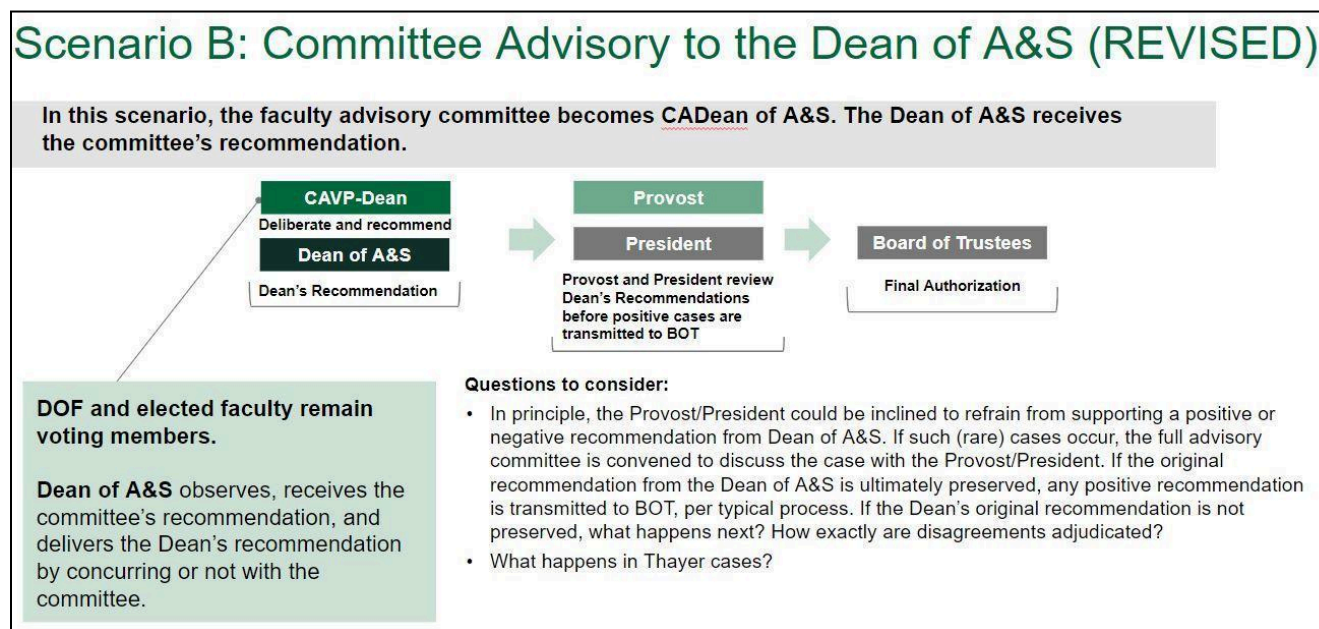 Scenario B: Committee Advisory to the Dean of A&S (REVISED)
In this scenario, the faculty advisory committee becomes CADean of A&S. The Dean of A&S receives
the committee's recommendation.
CAVP-Dean
Deliberate and recommend
Dean of A&S
Dean's Recommendation
Provost
President
Provost and President review
Dean's Recommendations
before positive cases are
transmitted to BOT
Board of Trustees
Final Authorization
DOF and elected faculty remain
voting members.
Dean of A&S observes, receives the
committee's recommendation, and
delivers the Dean's recommendation
by concurring or not with the
committee.
Questions to consider:
• In principle, the Provost/President could be inclined to refrain from supporting a positive or
negative recommendation from Dean of A&S. If such (rare) cases occur, the full advisory
committee is convened to discuss the case with the Provost/President. If the original
recommendation from the Dean of A&S is ultimately preserved, any positive recommendation
is transmitted to BOT, per typical process. If the Dean's original recommendation is not
preserved, what happens next? How exactly are disagreements adjudicated?
• What happens in Thayer cases?